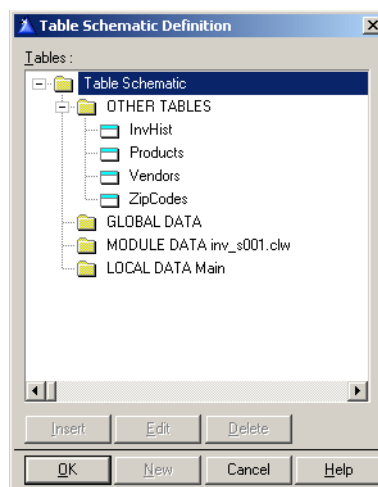 Table Schematic Definition
Tables :
Table Schematic
OTHER TABLES
InvHist
Products
Vendors
ZipCodes
GLOBAL DATA
MODULE DATA inv_s001.clw
LOCAL DATA Main
Insert Edit Delete
OK New Cancel Help